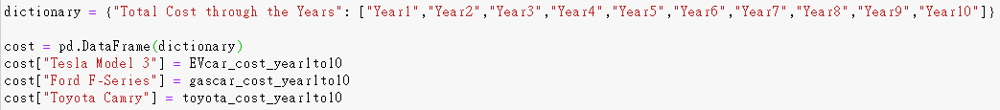 dictionary = {"Total Cost through the Years": ["Year1","Year2","Year3","Year4","Year5","Year6","Year7","Year8","Year9","Year10"]}
cost = pd.DataFrame(dictionary)
cost["Tesla Model 3"] = EVcar_cost_year1to10
cost["Ford F-Series"] = gascar_cost_year1to10
cost["Toyota Camry"] = toyota_cost_year1to10